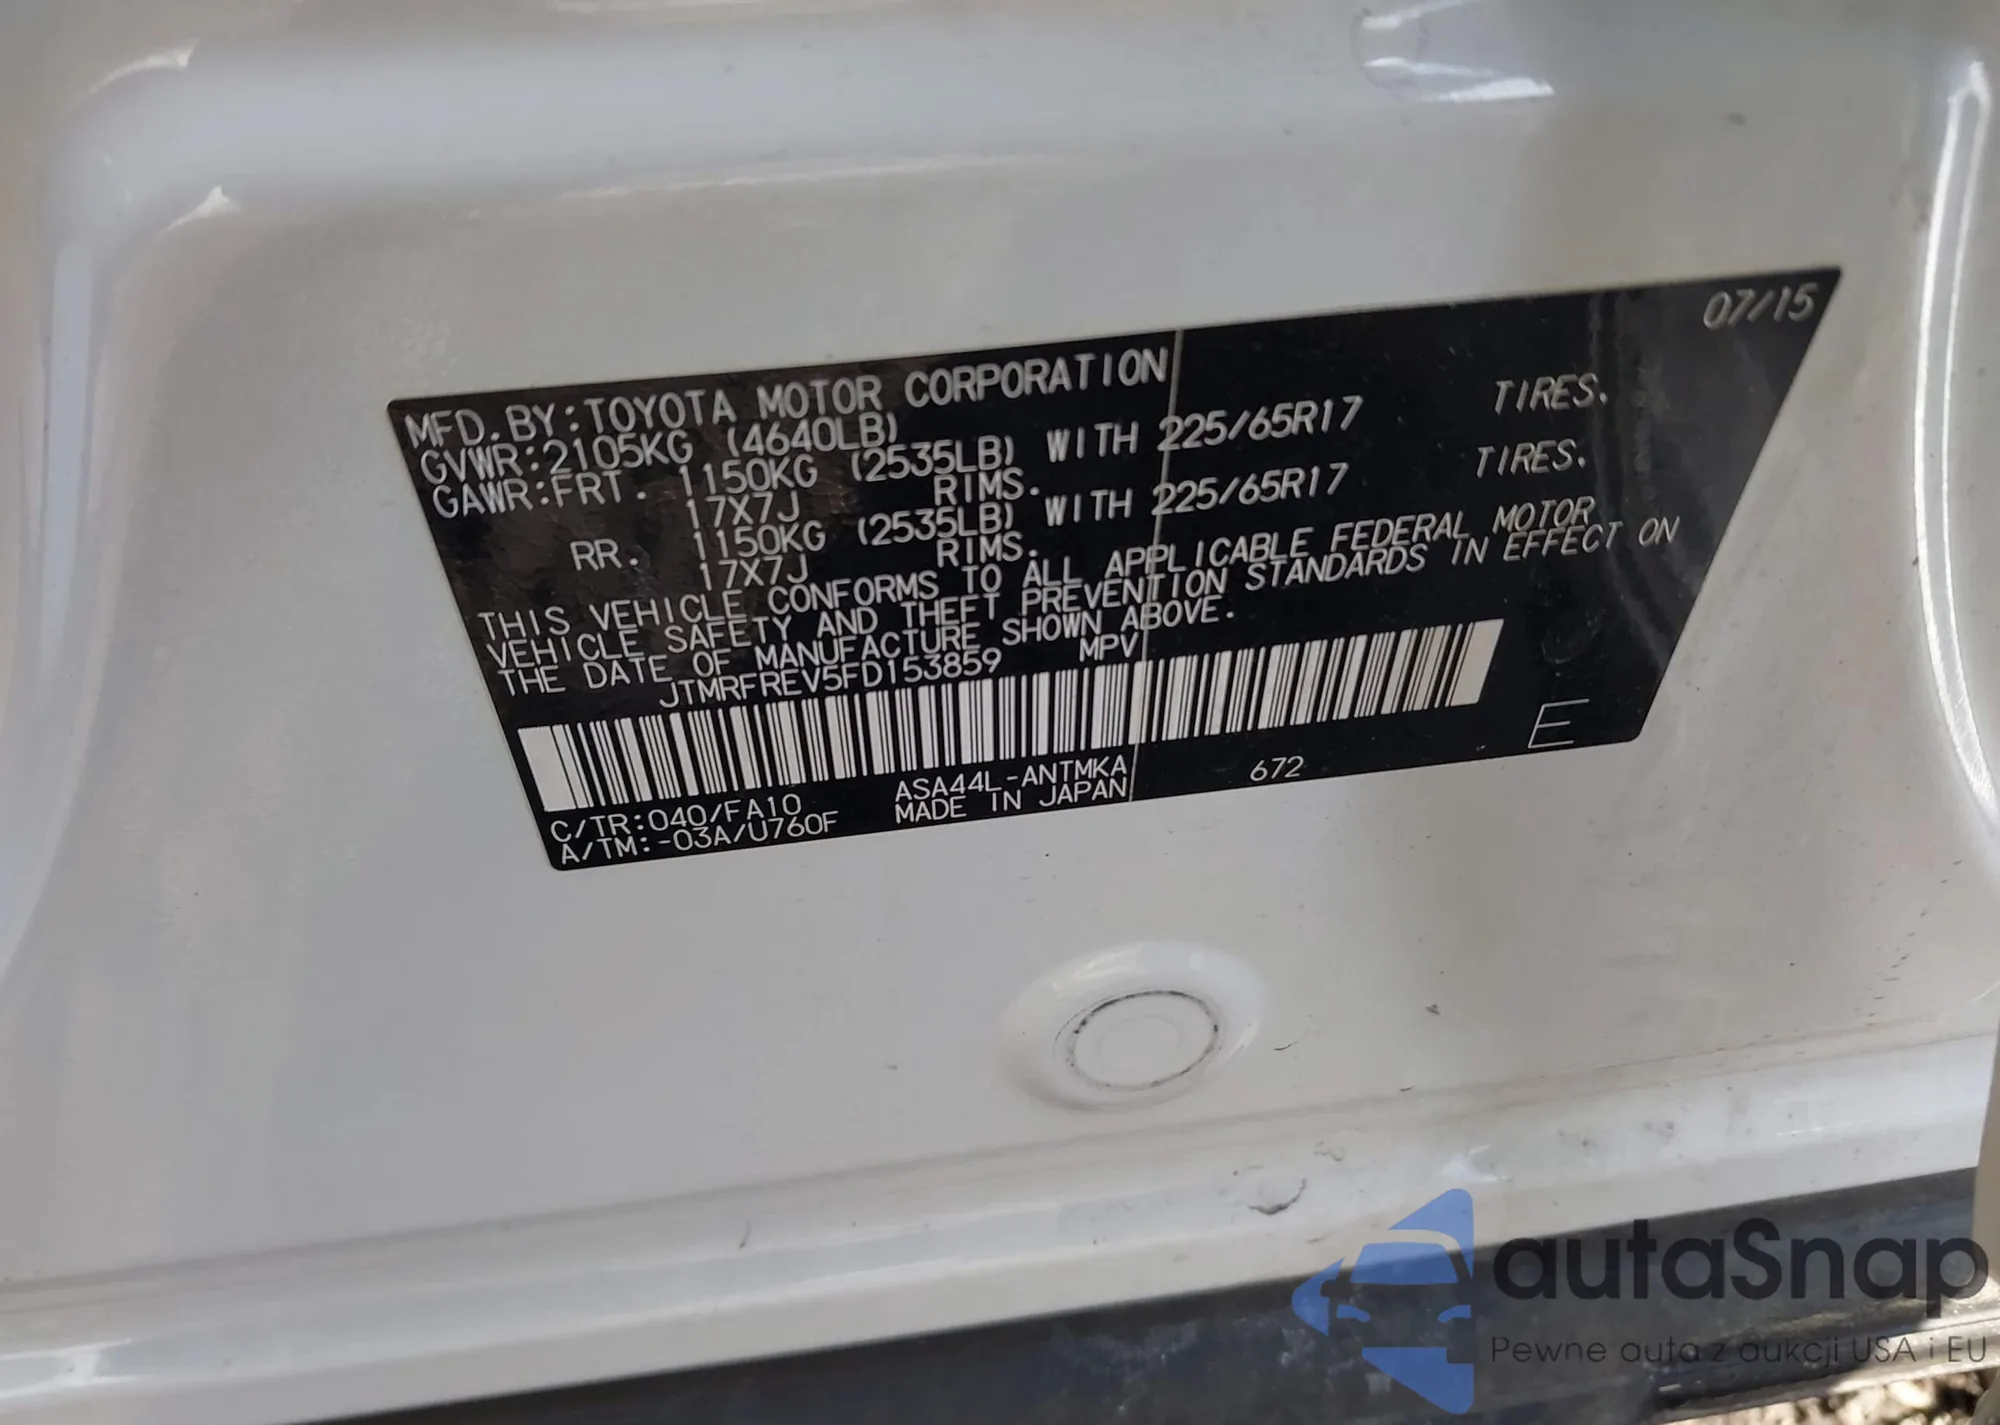 07/15
MFD. BY:TOYOTA MOTOR CORPORATION
GVWR:2105KG (4640LB)
GAWR:FRT. 1150KG (2535LB) WITH 225/65R17 TIRES.
17X7J RIMS.
RR. 1150KG (2535LB) WITH 225/65R17 TIRES.
17X7J RIMS.
THIS VEHICLE CONFORMS TO ALL APPLICABLE FEDERAL MOTOR
VEHICLE SAFETY AND THEFT PREVENTION STANDARDS IN EFFECT ON
THE DATE OF MANUFACTURE SHOWN ABOVE.
JTMRFREV5FD153859 MPV
E
C/TR:040/FA10 ASA44L-ANTMKA 672
A/TM:-03A/U760F MADE IN JAPAN
autaSnap
Pewne auta z aukcji USA i EU